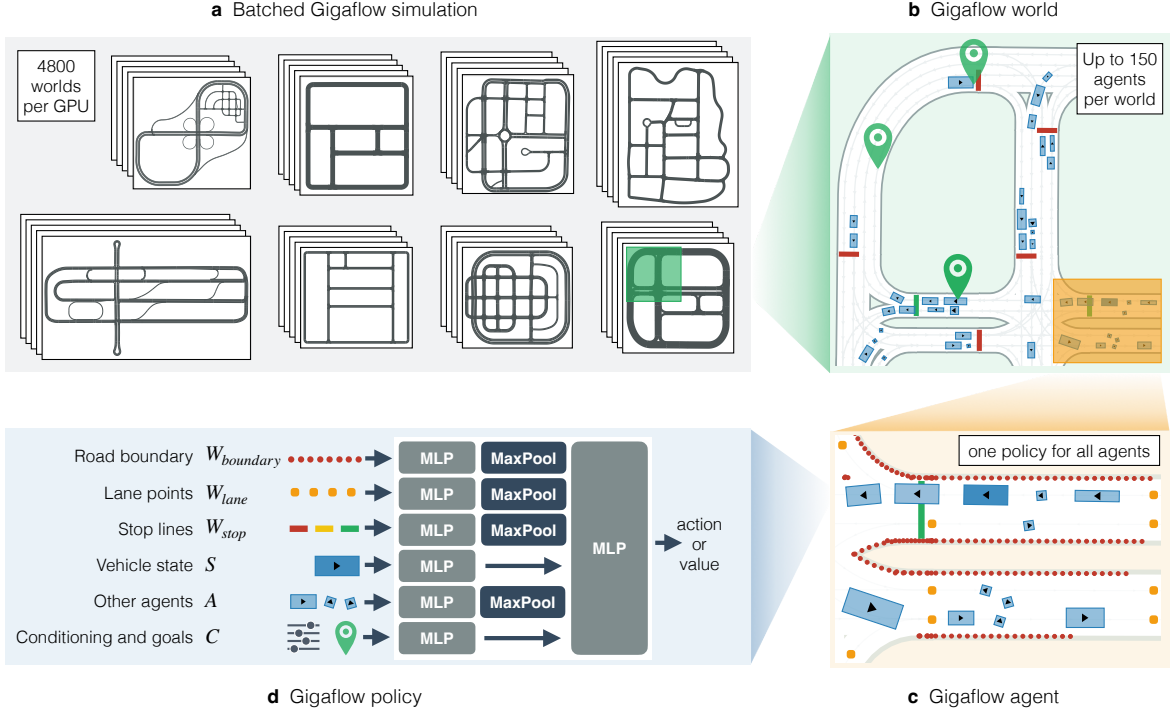 a Batched Gigaflow simulation
b Gigaflow world
4800
worlds
per GPU
Up to 150
agents
per world
Road boundary W_boundary MLP MaxPool
Lane points W_lane MLP MaxPool
Stop lines W_stop MLP MaxPool
Vehicle state S MLP
Other agents A MLP MaxPool
Conditioning and goals C MLP
MLP
action
or
value
one policy for all agents
d Gigaflow policy
c Gigaflow agent